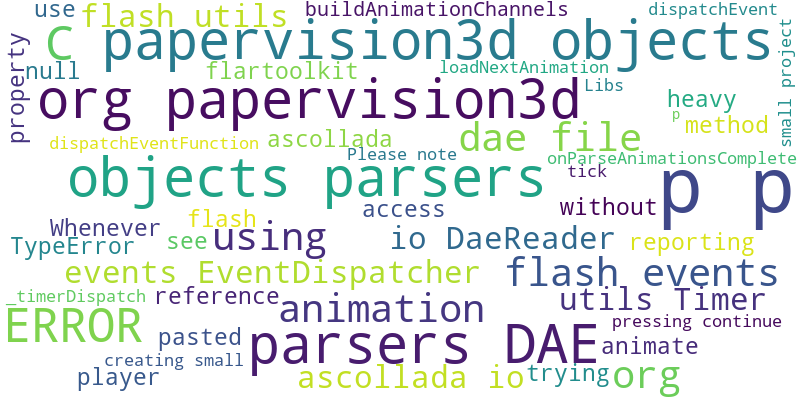 use
flash utils
buildAnimationChannels
dispatchEvent
c papervision3d objects
property
null
flartoolkit
loadNextAnimation
Libs
small project
org papervision3d
heavy
p
method
dispatchEventFunction
ascollada
dae file
Please note
onParseAnimationsComplete
objects parsers
tick
p p
access
without
Whenever
flash
TypeError
see
using
io DaeReader
reporting
events EventDispatcher
flash events
_timerDispatch
reference
animation
utils Timer
ERROR
pasted
parsers DAE
pressing continue
animate
creating small
player
ascollada io
trying
org